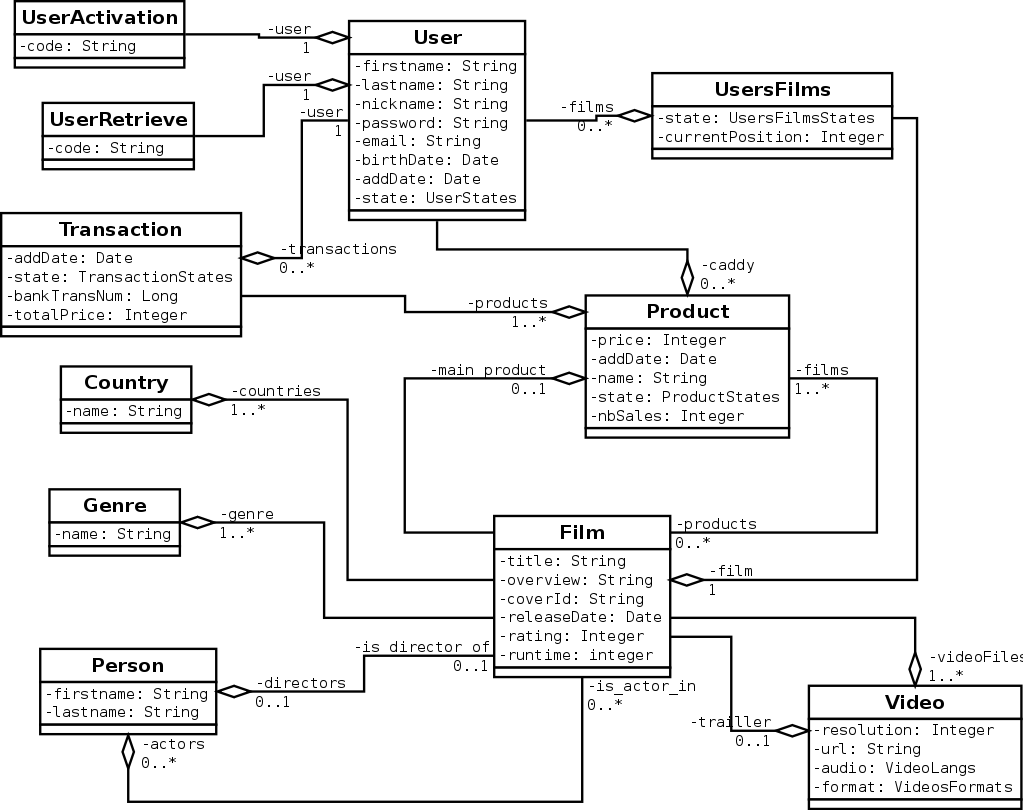 UserActivation
-code: String
-user
1
User
-firstname: String
-lastname: String
-nickname: String
-password: String
-email: String
-birthDate: Date
-addDate: Date
-state: UserStates
-user
1
-user
1
UserRetrieve
-code: String
-films
0..*
UsersFilms
-state: UsersFilmsStates
-currentPosition: Integer
Transaction
-addDate: Date
-state: TransactionStates
-bankTransNum: Long
-totalPrice: Integer
-transactions
0..*
-caddy
0..*
-products
1..*
Product
-price: Integer
-addDate: Date
-name: String
-state: ProductStates
-nbSales: Integer
-main product
0..1
-films
1..*
Country
-name: String
-countries
1..*
Genre
-name: String
-genre
1..*
Film
-title: String
-overview: String
-coverId: String
-releaseDate: Date
-rating: Integer
-runtime: integer
-products
0..*
-film
1
-is director of
0..1
Person
-firstname: String
-lastname: String
-directors
0..1
-actors
0..*
-is_actor_in
0..*
-videoFiles
1..*
-trailler
0..1
Video
-resolution: Integer
-url: String
-audio: VideoLangs
-format: VideosFormats